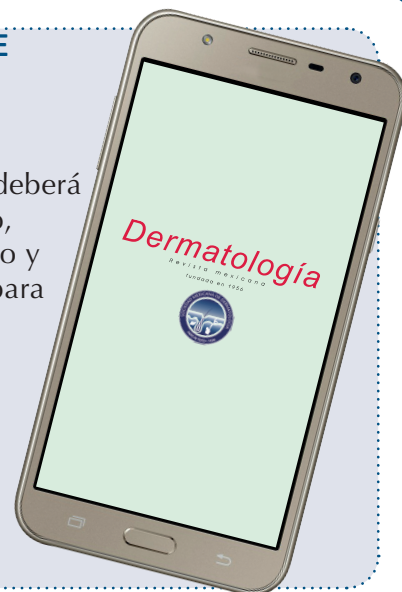 E
deberá
o,
o y
para
Dermatología
Revista mexicana
fundada en 1956